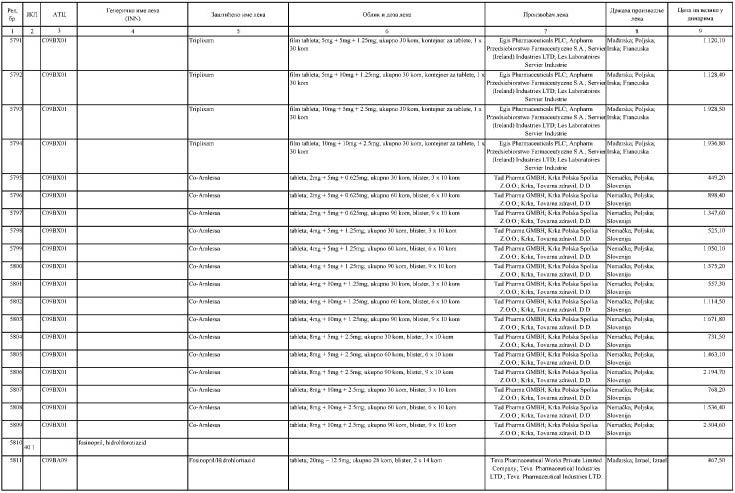 Ред. бр. ЈКЛ АТЦ Генеричко име лека (INN) Заштићено име лека Облик и доза лека Произвођач лека Држава производње лека Цена на велико у динарима
1 2 3 4 5 6 7 8 9
5791 C09BX01 Triplixam film tableta; 5mg + 5mg + 1.25mg; ukupno 30 kom, kontejner za tablete, 1 x 30 kom Egis Pharmaceuticals PLC; Anpharm Przedsiebiorstwo Farmaceutyczne S.A.; Servier (Ireland) Industries LTD; Les Laboratoires Servier Industrie Mađarska; Poljska; Irska; Francuska 1.120,10
5792 C09BX01 Triplixam film tableta; 5mg + 10mg + 1.25mg; ukupno 30 kom, kontejner za tablete, 1 x 30 kom Egis Pharmaceuticals PLC; Anpharm Przedsiebiorstwo Farmaceutyczne S.A.; Servier (Ireland) Industries LTD; Les Laboratoires Servier Industrie Mađarska; Poljska; Irska; Francuska 1.128,40
5793 C09BX01 Triplixam film tableta; 10mg + 5mg + 2.5mg; ukupno 30 kom, kontejner za tablete, 1 x 30 kom Egis Pharmaceuticals PLC; Anpharm Przedsiebiorstwo Farmaceutyczne S.A.; Servier (Ireland) Industries LTD; Les Laboratoires Servier Industrie Mađarska; Poljska; Irska; Francuska 1.928,50
5794 C09BX01 Triplixam film tableta; 10mg + 10mg + 2.5mg; ukupno 30 kom, kontejner za tablete, 1 x 30 kom Egis Pharmaceuticals PLC; Anpharm Przedsiebiorstwo Farmaceutyczne S.A.; Servier (Ireland) Industries LTD; Les Laboratoires Servier Industrie Mađarska; Poljska; Irska; Francuska 1.936,80
5795 C09BX01 Co-Amlessa tableta; 2mg + 5mg + 0.625mg; ukupno 30 kom, blister, 3 x 10 kom Tad Pharma GMBH; Krka Polska Spolka Z.O.O.; Krka, Tovarna zdravil, D.D. Nemačka; Poljska; Slovenija 449,20
5796 C09BX01 Co-Amlessa tableta; 2mg + 5mg + 0.625mg; ukupno 60 kom, blister, 6 x 10 kom Tad Pharma GMBH; Krka Polska Spolka Z.O.O.; Krka, Tovarna zdravil, D.D. Nemačka; Poljska; Slovenija 898,40
5797 C09BX01 Co-Amlessa tableta; 2mg + 5mg + 0.625mg; ukupno 90 kom, blister, 9 x 10 kom Tad Pharma GMBH; Krka Polska Spolka Z.O.O.; Krka, Tovarna zdravil, D.D. Nemačka; Poljska; Slovenija 1.347,60
5798 C09BX01 Co-Amlessa tableta; 4mg + 5mg + 1.25mg; ukupno 30 kom, blister, 3 x 10 kom Tad Pharma GMBH; Krka Polska Spolka Z.O.O.; Krka, Tovarna zdravil, D.D. Nemačka; Poljska; Slovenija 525,10
5799 C09BX01 Co-Amlessa tableta; 4mg + 5mg + 1.25mg; ukupno 60 kom, blister, 6 x 10 kom Tad Pharma GMBH; Krka Polska Spolka Z.O.O.; Krka, Tovarna zdravil, D.D. Nemačka; Poljska; Slovenija 1.050,10
5800 C09BX01 Co-Amlessa tableta; 4mg + 5mg + 1.25mg; ukupno 90 kom, blister, 9 x 10 kom Tad Pharma GMBH; Krka Polska Spolka Z.O.O.; Krka, Tovarna zdravil, D.D. Nemačka; Poljska; Slovenija 1.575,20
5801 C09BX01 Co-Amlessa tableta; 4mg + 10mg + 1.25mg; ukupno 30 kom, blister, 3 x 10 kom Tad Pharma GMBH; Krka Polska Spolka Z.O.O.; Krka, Tovarna zdravil, D.D. Nemačka; Poljska; Slovenija 557,30
5802 C09BX01 Co-Amlessa tableta; 4mg + 10mg + 1.25mg; ukupno 60 kom, blister, 6 x 10 kom Tad Pharma GMBH; Krka Polska Spolka Z.O.O.; Krka, Tovarna zdravil, D.D. Nemačka; Poljska; Slovenija 1.114,50
5803 C09BX01 Co-Amlessa tableta; 4mg + 10mg + 1.25mg; ukupno 90 kom, blister, 9 x 10 kom Tad Pharma GMBH; Krka Polska Spolka Z.O.O.; Krka, Tovarna zdravil, D.D. Nemačka; Poljska; Slovenija 1.671,80
5804 C09BX01 Co-Amlessa tableta; 8mg + 5mg + 2.5mg; ukupno 30 kom, blister, 3 x 10 kom Tad Pharma GMBH; Krka Polska Spolka Z.O.O.; Krka, Tovarna zdravil, D.D. Nemačka; Poljska; Slovenija 731,50
5805 C09BX01 Co-Amlessa tableta; 8mg + 5mg + 2.5mg; ukupno 60 kom, blister, 6 x 10 kom Tad Pharma GMBH; Krka Polska Spolka Z.O.O.; Krka, Tovarna zdravil, D.D. Nemačka; Poljska; Slovenija 1.463,10
5806 C09BX01 Co-Amlessa tableta; 8mg + 5mg + 2.5mg; ukupno 90 kom, blister, 9 x 10 kom Tad Pharma GMBH; Krka Polska Spolka Z.O.O.; Krka, Tovarna zdravil, D.D. Nemačka; Poljska; Slovenija 2.194,70
5807 C09BX01 Co-Amlessa tableta; 8mg + 10mg + 2.5mg; ukupno 30 kom, blister, 3 x 10 kom Tad Pharma GMBH; Krka Polska Spolka Z.O.O.; Krka, Tovarna zdravil, D.D. Nemačka; Poljska; Slovenija 768,20
5808 C09BX01 Co-Amlessa tableta; 8mg + 10mg + 2.5mg; ukupno 60 kom, blister, 6 x 10 kom Tad Pharma GMBH; Krka Polska Spolka Z.O.O.; Krka, Tovarna zdravil, D.D. Nemačka; Poljska; Slovenija 1.536,40
5809 C09BX01 Co-Amlessa tableta; 8mg + 10mg + 2.5mg; ukupno 90 kom, blister, 9 x 10 kom Tad Pharma GMBH; Krka Polska Spolka Z.O.O.; Krka, Tovarna zdravil, D.D. Nemačka; Poljska; Slovenija 2.304,60
5810 40 1 fosinopril, hidrohlortiazid
5811 C09BA09 Fosinopril/Hidrohlortiazid tableta; 20mg + 12.5mg; ukupno 28 kom, blister, 2 x 14 kom Teva Pharmaceutical Works Private Limited Company; Teva Pharmaceutical Industries LTD.; Teva Pharmaceutical Industries LTD. Mađarska; Izrael; Izrael 467,50